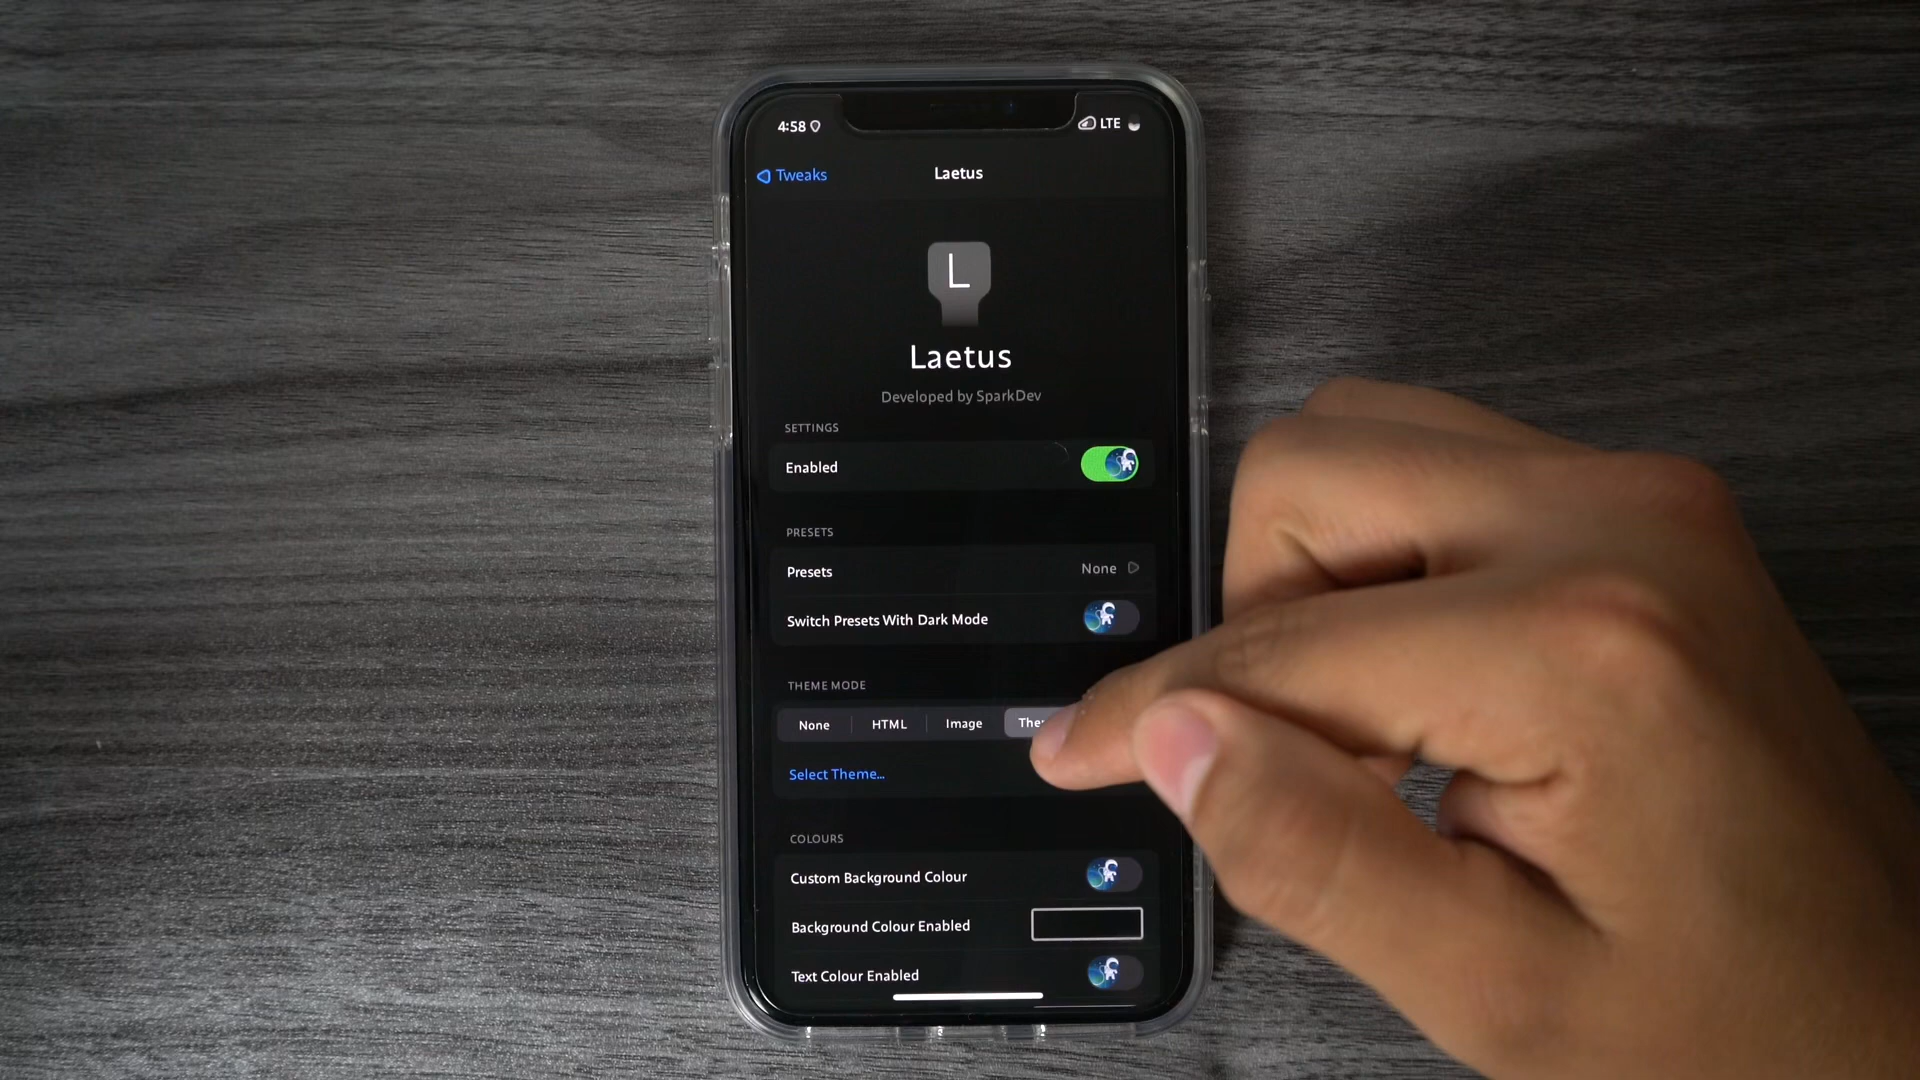 4:58
LTE
Tweaks
Laetus
L
Laetus
Developed by SparkDev
SETTINGS
Enabled
PRESETS
Presets
None
Switch Presets With Dark Mode
THEME MODE
None
HTML
Image
Select Theme...
COLOURS
Custom Background Colour
Background Colour Enabled
Text Colour Enabled